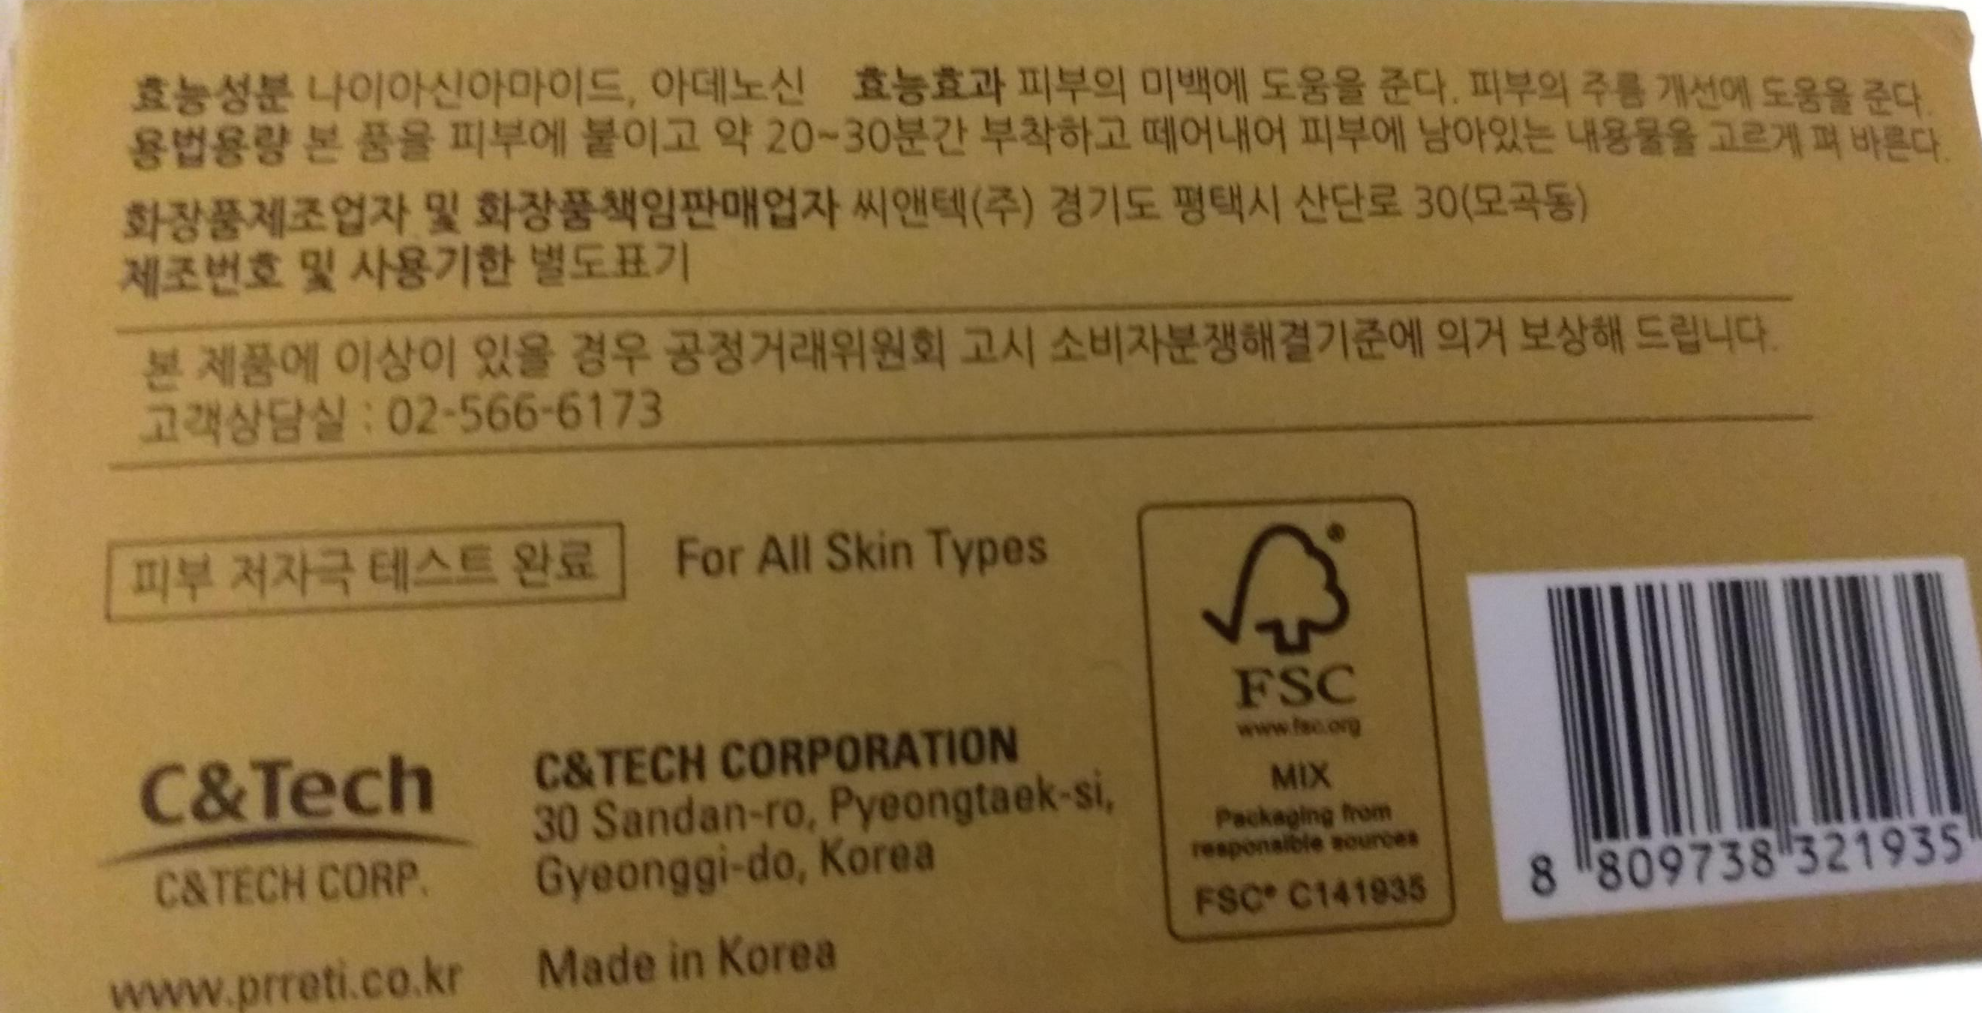 효능성분 나이아신아마이드, 아데노신 효능효과 피부의 미백에 도움을 준다. 피부의 주름 개선에 도움을 준다.
용법용량 본 품을 피부에 붙이고 약 20~30분간 부착하고 떼어내어 피부에 남아있는 내용물을 고르게 펴 바른다.
화장품제조업자 및 화장품책임판매업자 씨앤텍(주) 경기도 평택시 산단로 30(모곡동)
제조번호 및 사용기한 별도표기
본 제품에 이상이 있을 경우 공정거래위원회 고시 소비자분쟁해결기준에 의거 보상해 드립니다.
고객상담실 : 02-566-6173
피부 저자극 테스트 완료
For All Skin Types
C&Tech
C&TECH CORP.
www.prreti.co.kr
C&TECH CORPORATION
30 Sandan-ro, Pyeongtaek-si,
Gyeonggi-do, Korea
Made in Korea
FSC
www.fsc.org
MIX
Packaging from
responsible sources
FSC® C141935
8 809738 321935